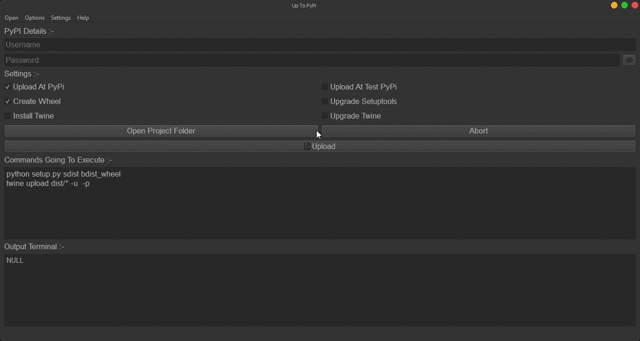 Up To PyPi
Open Options Settings Help
PyPI Details :-
Username
Password
Settings :-
Upload At PyPi Upload At Test PyPi
Create Wheel Upgrade Setuptools
Install Twine Upgrade Twine
Open Project Folder Abort
Upload
Commands Going To Execute :-
python setup.py sdist bdist_wheel
twine upload dist/* -u -p
Output Terminal :-
NULL